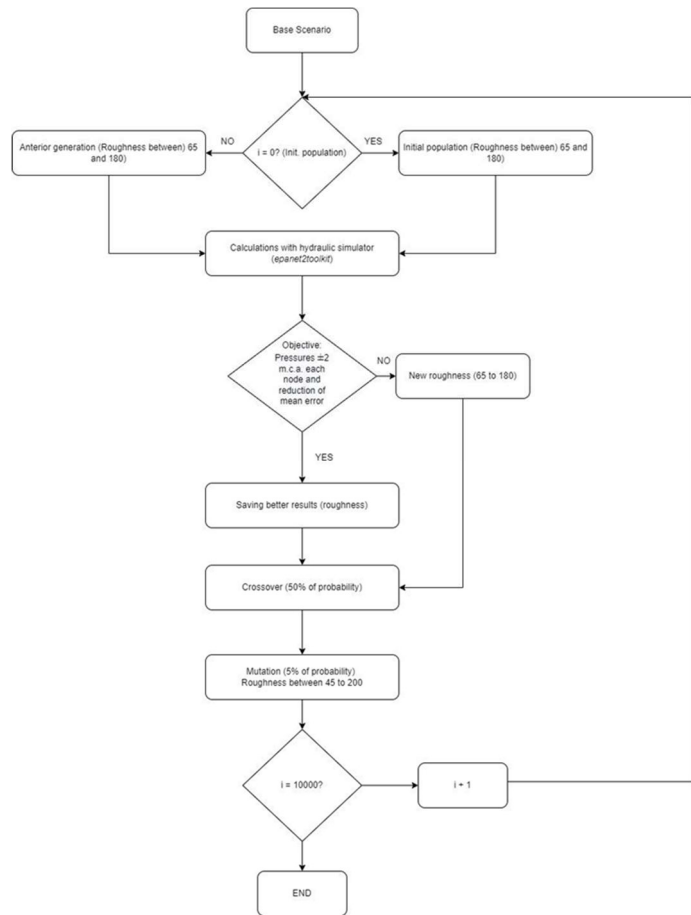 Base Scenario
i = 0? (Init. population)
NO
YES
Anterior generation (Roughness between) 65
and 180)
Initial population (Roughness between) 65 and
180)
Calculations with hydraulic simulator
(epanet2toolkit)
Objective:
Pressures ±2
m.c.a. each
node and
reduction of
mean error
NO
New roughness (65 to 180)
YES
Saving better results (roughness)
Crossover (50% of probability)
Mutation (5% of probability)
Roughness between 45 to 200
i = 10000?
i + 1
END